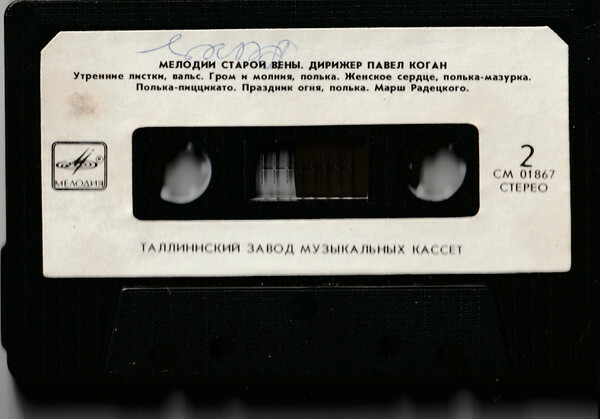 МЕЛОДИИ СТАРОЙ ВЕНЫ. ДИРИЖЕР ПАВЕЛ КОГАН
Утренние листки, вальс. Гром и молния, полька. Женское сердце, полька-мазурка.
Полька-пиццикато. Праздник огня, полька. Марш Радецкого.
МЕЛОДИЯ
2
СМ 01867
СТЕРЕО
ТАЛЛИННСКИЙ ЗАВОД МУЗЫКАЛЬНЫХ КАССЕТ